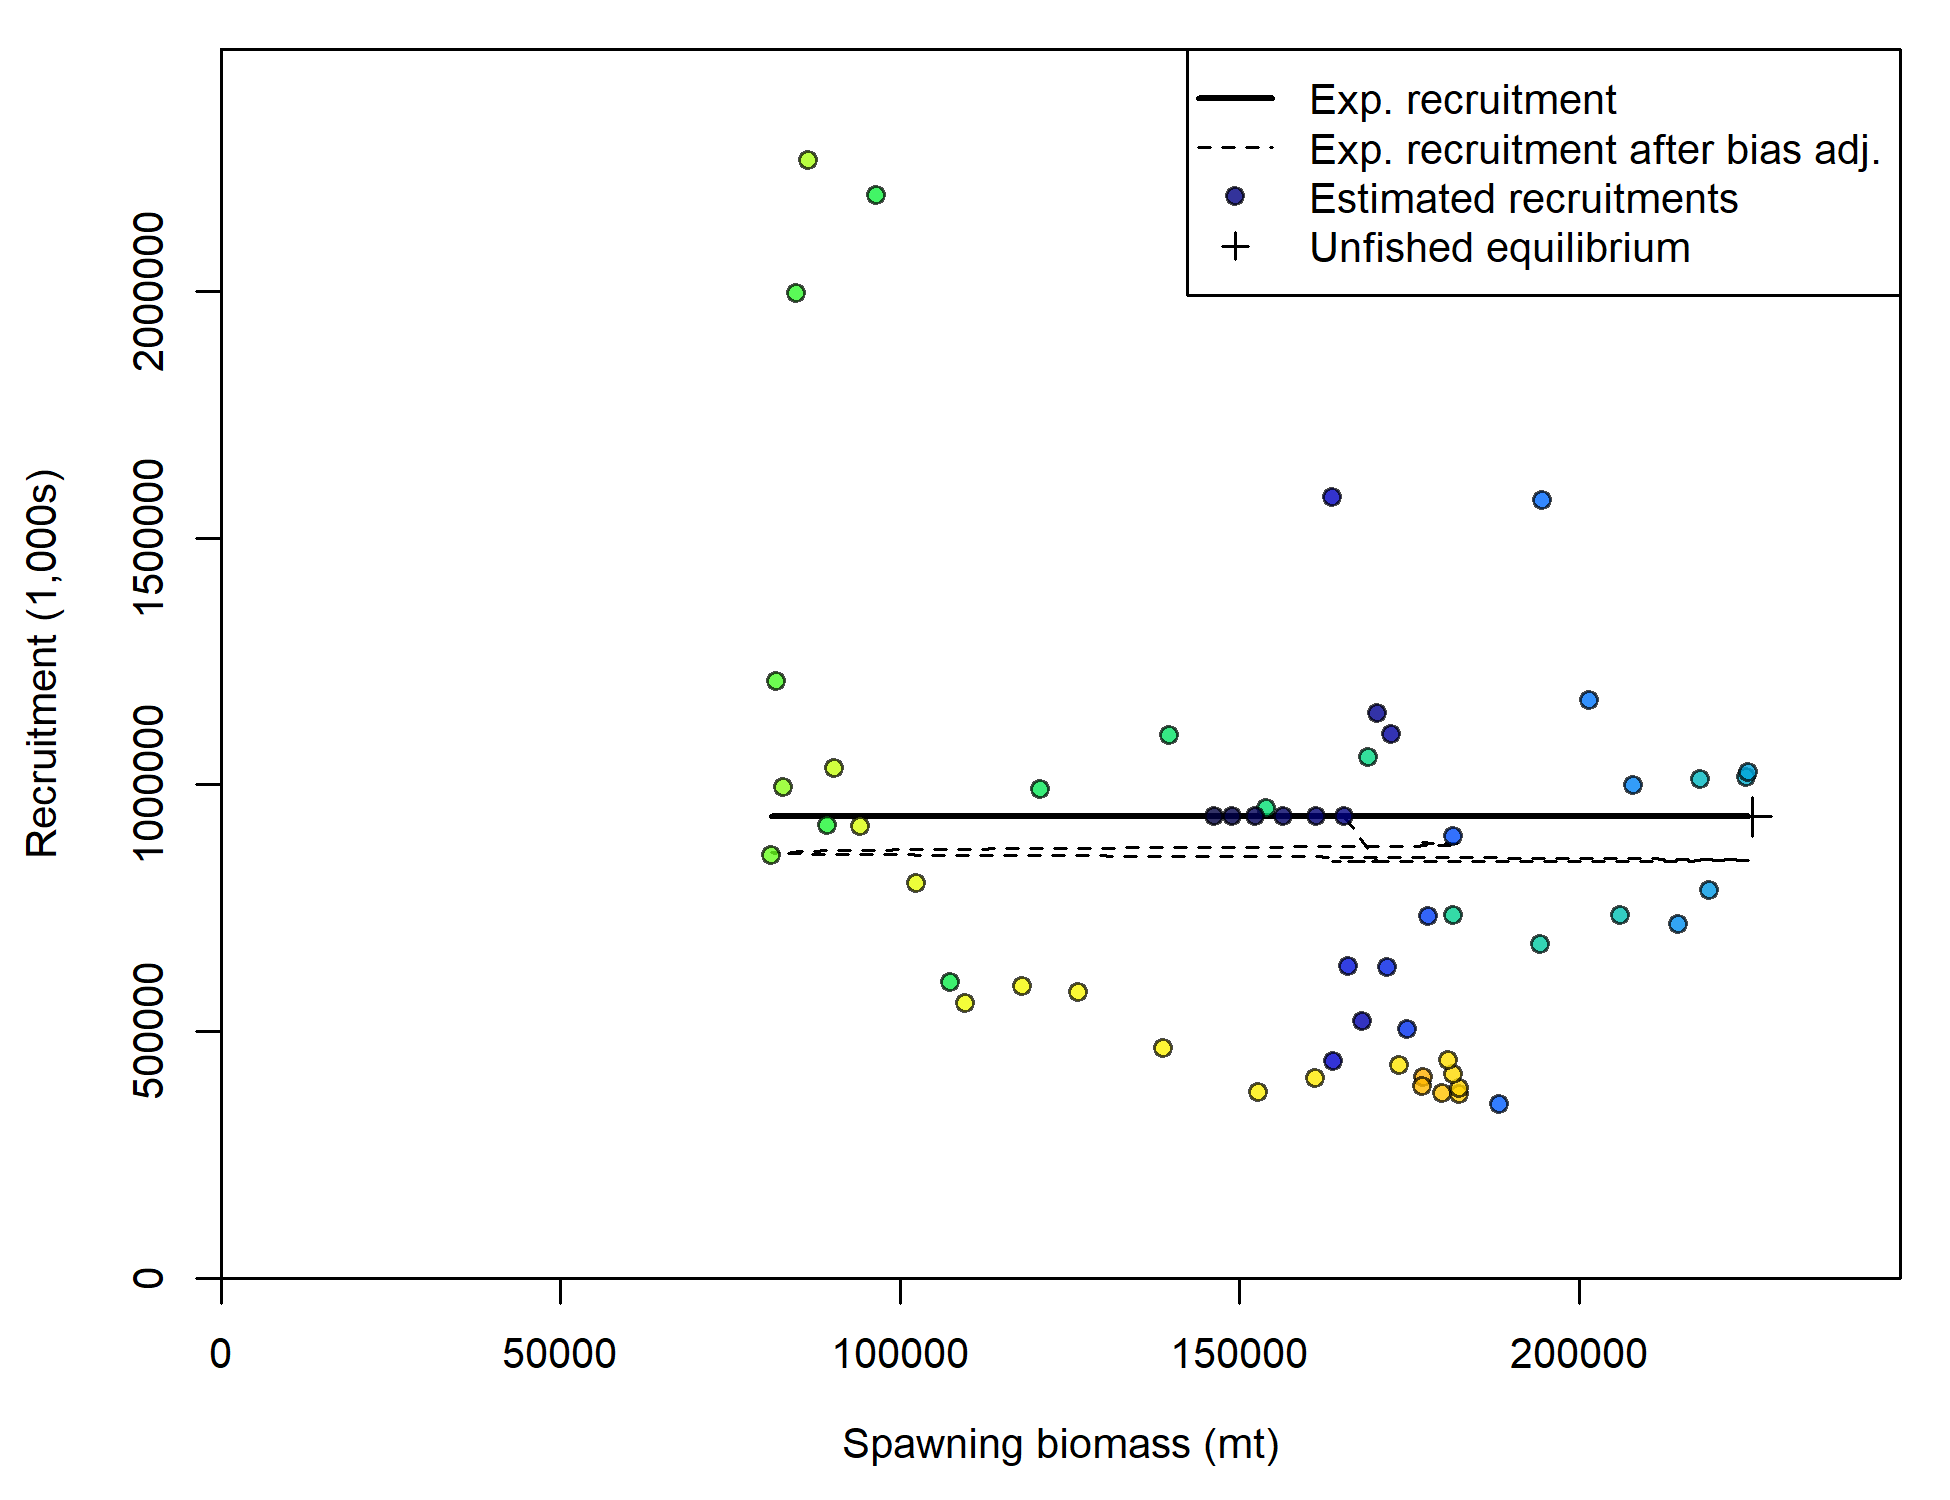 Exp. recruitment
Exp. recruitment after bias adj.
Estimated recruitments
Unfished equilibrium
Recruitment (1,000s)
2000000
1500000
1000000
500000
0
0
50000
100000
150000
200000
Spawning biomass (mt)